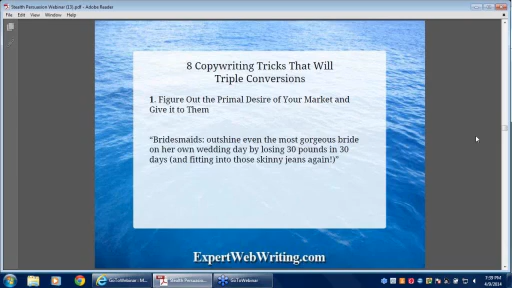 Stealth Persuasion Webinar (13).pdf - Adobe Reader
File Edit View Window Help
8 Copywriting Tricks That Will
Triple Conversions
1. Figure Out the Primal Desire of Your Market and
Give it to Them
“Bridesmaids: outshine even the most gorgeous bride
on her own wedding day by losing 30 pounds in 30
days (and fitting into those skinny jeans again!)”
ExpertWebWriting.com
GoToWebinar : M...
Stealth Persuasion...
GoToWebinar
7:39 PM
4/9/2014